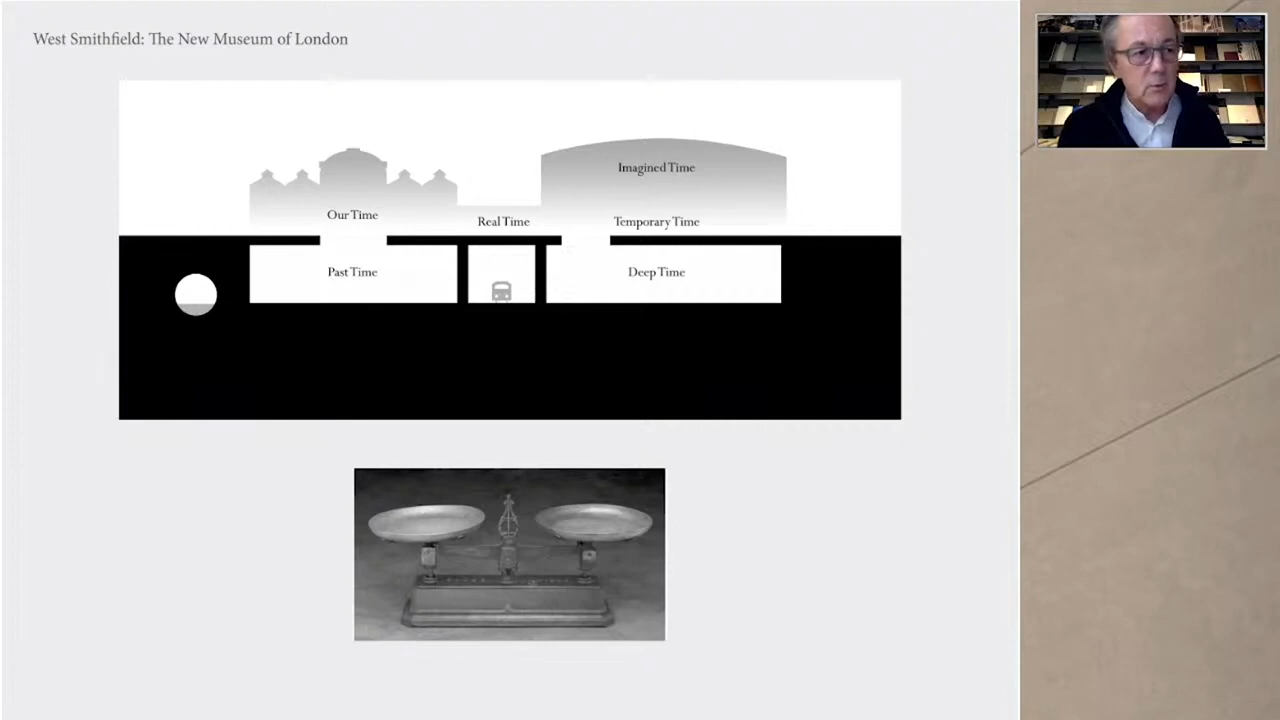 West Smithfield: The New Museum of London
Imagined Time
Our Time
Real Time
Temporary Time
Past Time
Deep Time